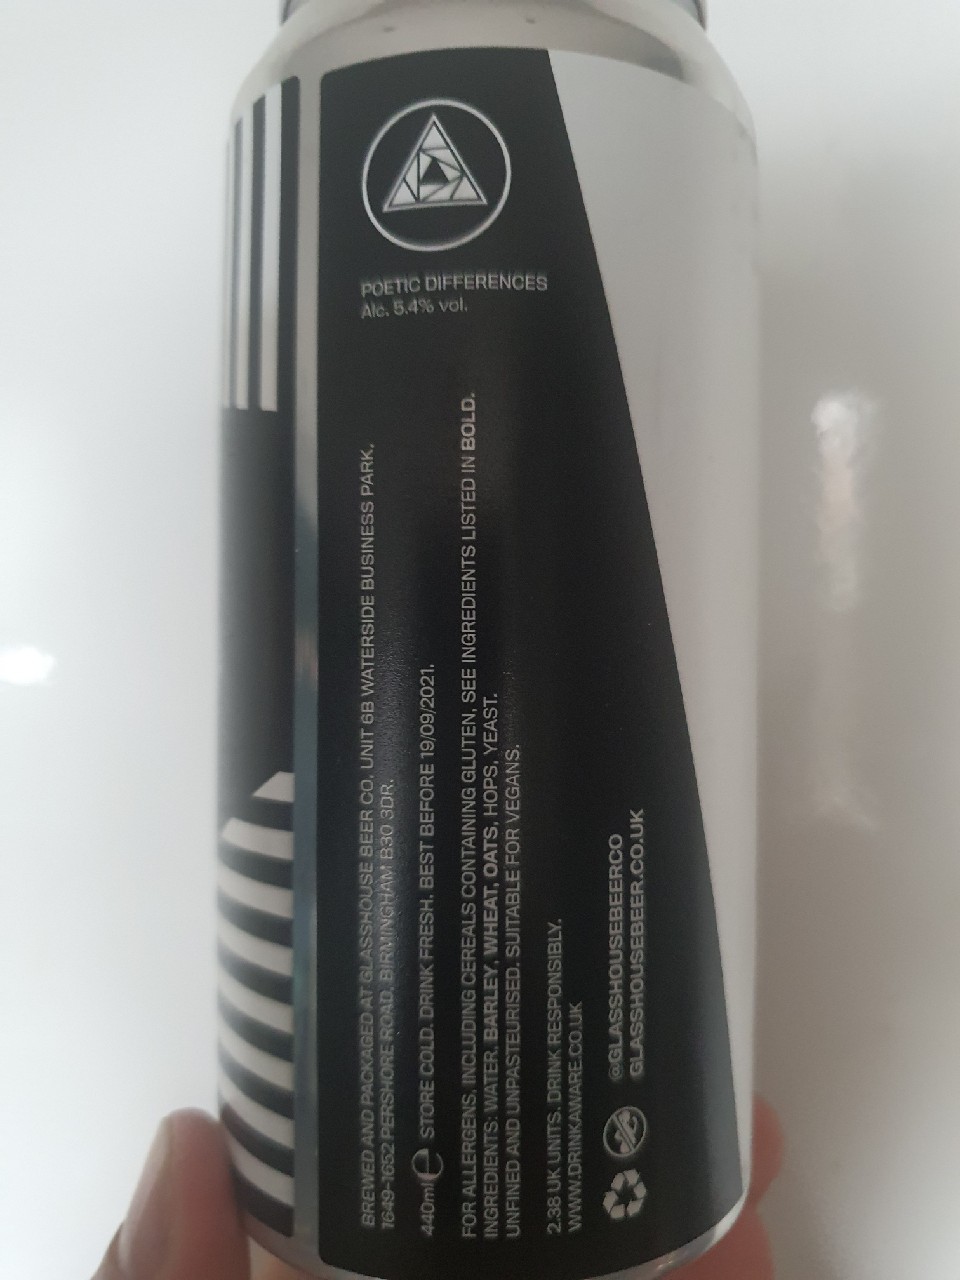 POETIC DIFFERENCES
Alc. 5.4% vol.
BREWED AND PACKAGED AT GLASSHOUSE BEER CO. UNIT 6B WATERSIDE BUSINESS PARK,
1649-1652 PERSHORE ROAD, BIRMINGHAM B30 3DR.
440ml e STORE COLD. DRINK FRESH. BEST BEFORE 19/09/2021.
FOR ALLERGENS, INCLUDING CEREALS CONTAINING GLUTEN, SEE INGREDIENTS LISTED IN BOLD.
INGREDIENTS: WATER, BARLEY, WHEAT, OATS, HOPS, YEAST.
UNFINED AND UNPASTEURISED. SUITABLE FOR VEGANS.
2.38 UK UNITS. DRINK RESPONSIBLY.
WWW.DRINKAWARE.CO.UK
@GLASSHOUSEBEERCO
GLASSHOUSEBEER.CO.UK